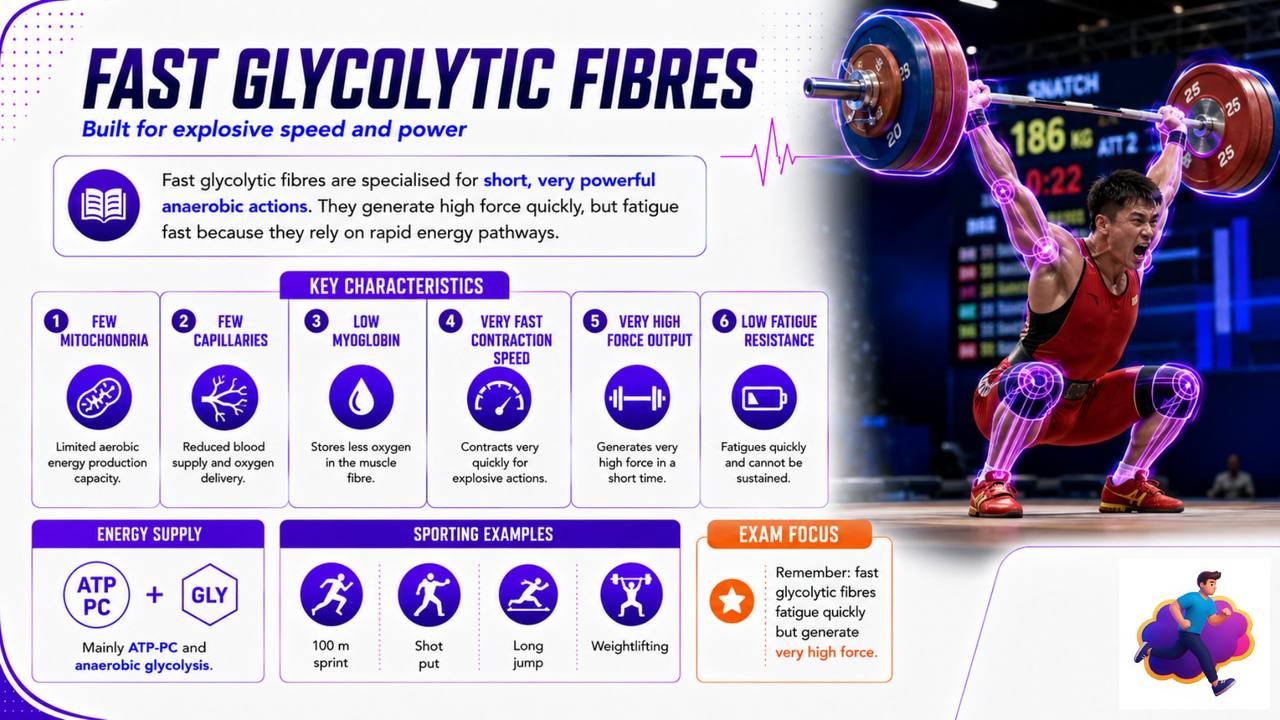 FAST GLYCOLYTIC FIBRES
Built for explosive speed and power
Fast glycolytic fibres are specialised for short, very powerful
anaerobic actions. They generate high force quickly, but fatigue
fast because they rely on rapid energy pathways.
KEY CHARACTERISTICS
1 FEW
MITOCHONDRIA
Limited aerobic
energy production
capacity.
2 FEW
CAPILLARIES
Reduced blood
supply and oxygen
delivery.
3 LOW
MYOGLOBIN
Stores less oxygen
in the muscle
fibre.
4 VERY FAST
CONTRACTION
SPEED
Contracts very
quickly for
explosive actions.
5 VERY HIGH
FORCE OUTPUT
Generates very
high force in a
short time.
6 LOW FATIGUE
RESISTANCE
Fatigues quickly
and cannot be
sustained.
ENERGY SUPPLY
ATP
PC
+
GLY
Mainly ATP-PC and
anaerobic glycolysis.
SPORTING EXAMPLES
100 m
sprint
Shot
put
Long
jump
Weightlifting
EXAM FOCUS
Remember: fast
glycolytic fibres
fatigue quickly
but generate
very high force.
SNATCH
186 KG
ATT 2
0:22
20
25
25
25